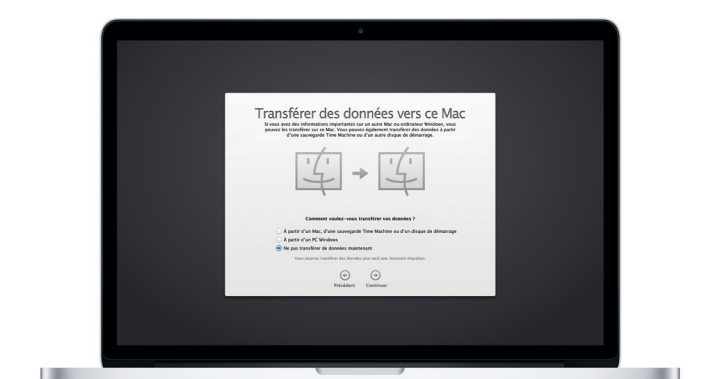 Transférer des données vers ce Mac
Si vous avez des informations importantes sur un autre Mac ou ordinateur Windows, vous
pouvez les transférer sur ce Mac. Vous pouvez également transférer des données à partir
d'une sauvegarde Time Machine ou d'un autre disque de démarrage.
Comment voulez-vous transférer vos données ?
À partir d'un Mac, d'une sauvegarde Time Machine ou d'un disque de démarrage
À partir d'un PC Windows
Ne pas transférer de données maintenant
Vous pourrez transférer des données plus tard avec Assistant migration.
Précédent Continuer